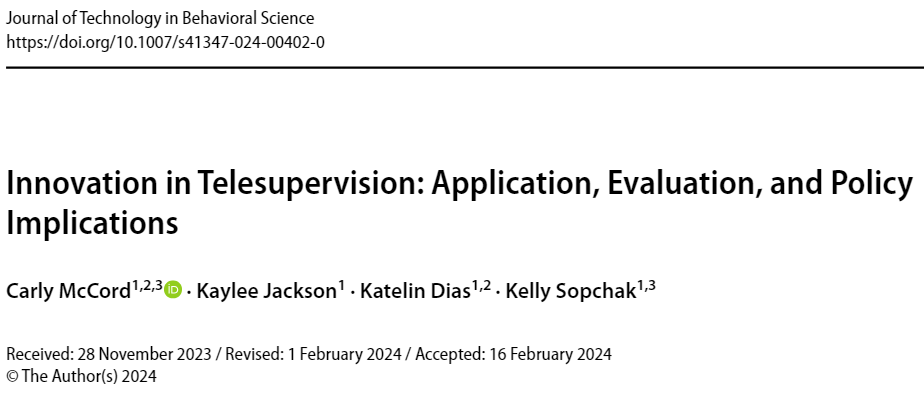 Journal of Technology in Behavioral Science
https://doi.org/10.1007/s41347-024-00402-0
Innovation in Telesupervision: Application, Evaluation, and Policy
Implications
Carly McCord1,2,3 iD · Kaylee Jackson1 · Katelin Dias1,2 · Kelly Sopchak1,3
Received: 28 November 2023 / Revised: 1 February 2024 / Accepted: 16 February 2024
© The Author(s) 2024